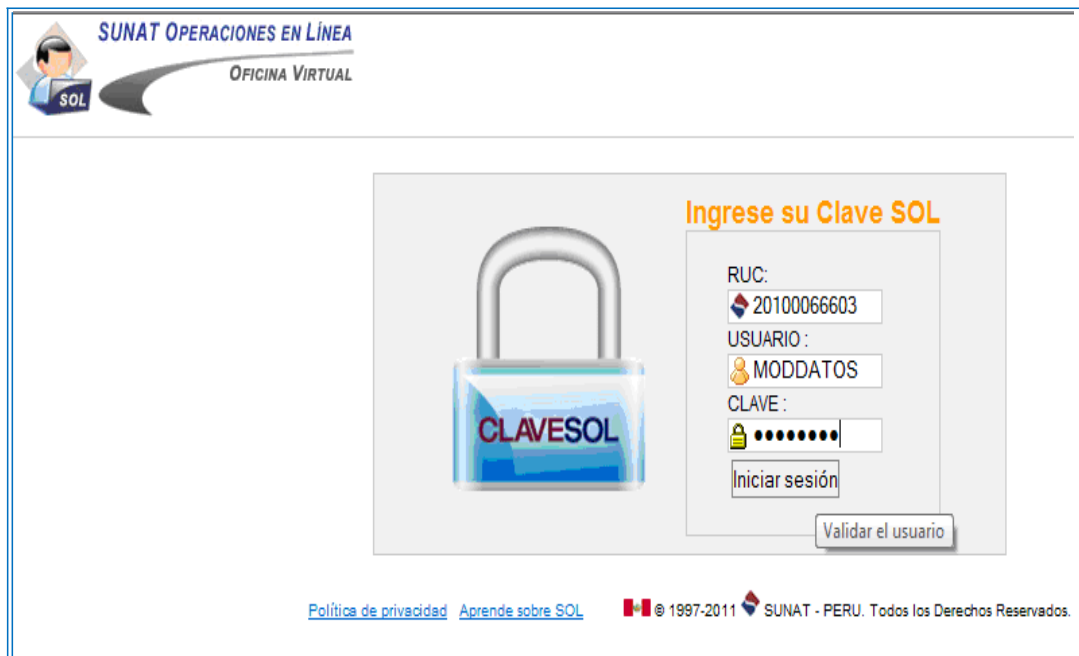 SUNAT OPERACIONES EN LÍNEA
OFICINA VIRTUAL
SOL
Ingrese su Clave SOL
RUC:
20100066603
USUARIO :
MODDATOS
CLAVE :
••••••••
CLAVESOL
Iniciar sesión
Validar el usuario
Política de privacidad Aprende sobre SOL © 1997-2011 SUNAT - PERU. Todos los Derechos Reservados.